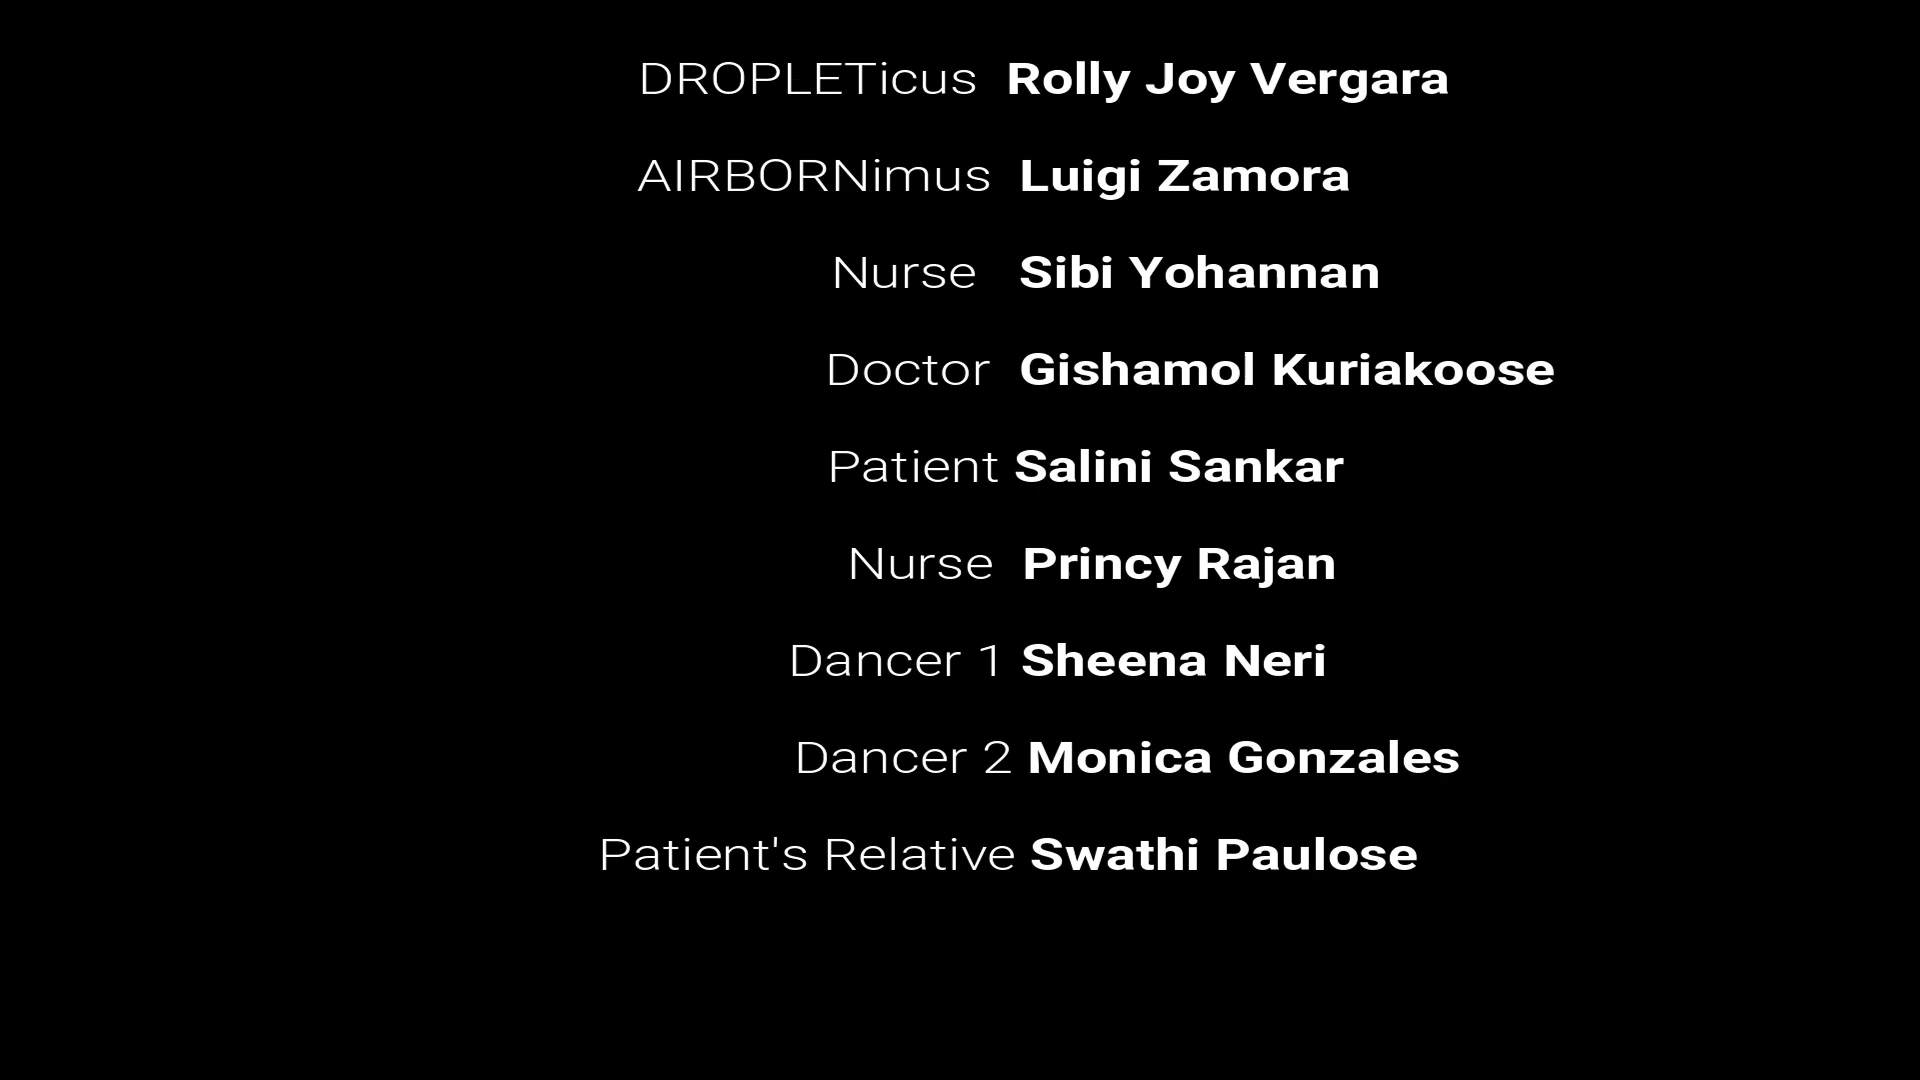 DROPLETicus Rolly Joy Vergara
AIRBORNimus Luigi Zamora
Nurse Sibi Yohannan
Doctor Gishamol Kuriakoose
Patient Salini Sankar
Nurse Princy Rajan
Dancer 1 Sheena Neri
Dancer 2 Monica Gonzales
Patient's Relative Swathi Paulose